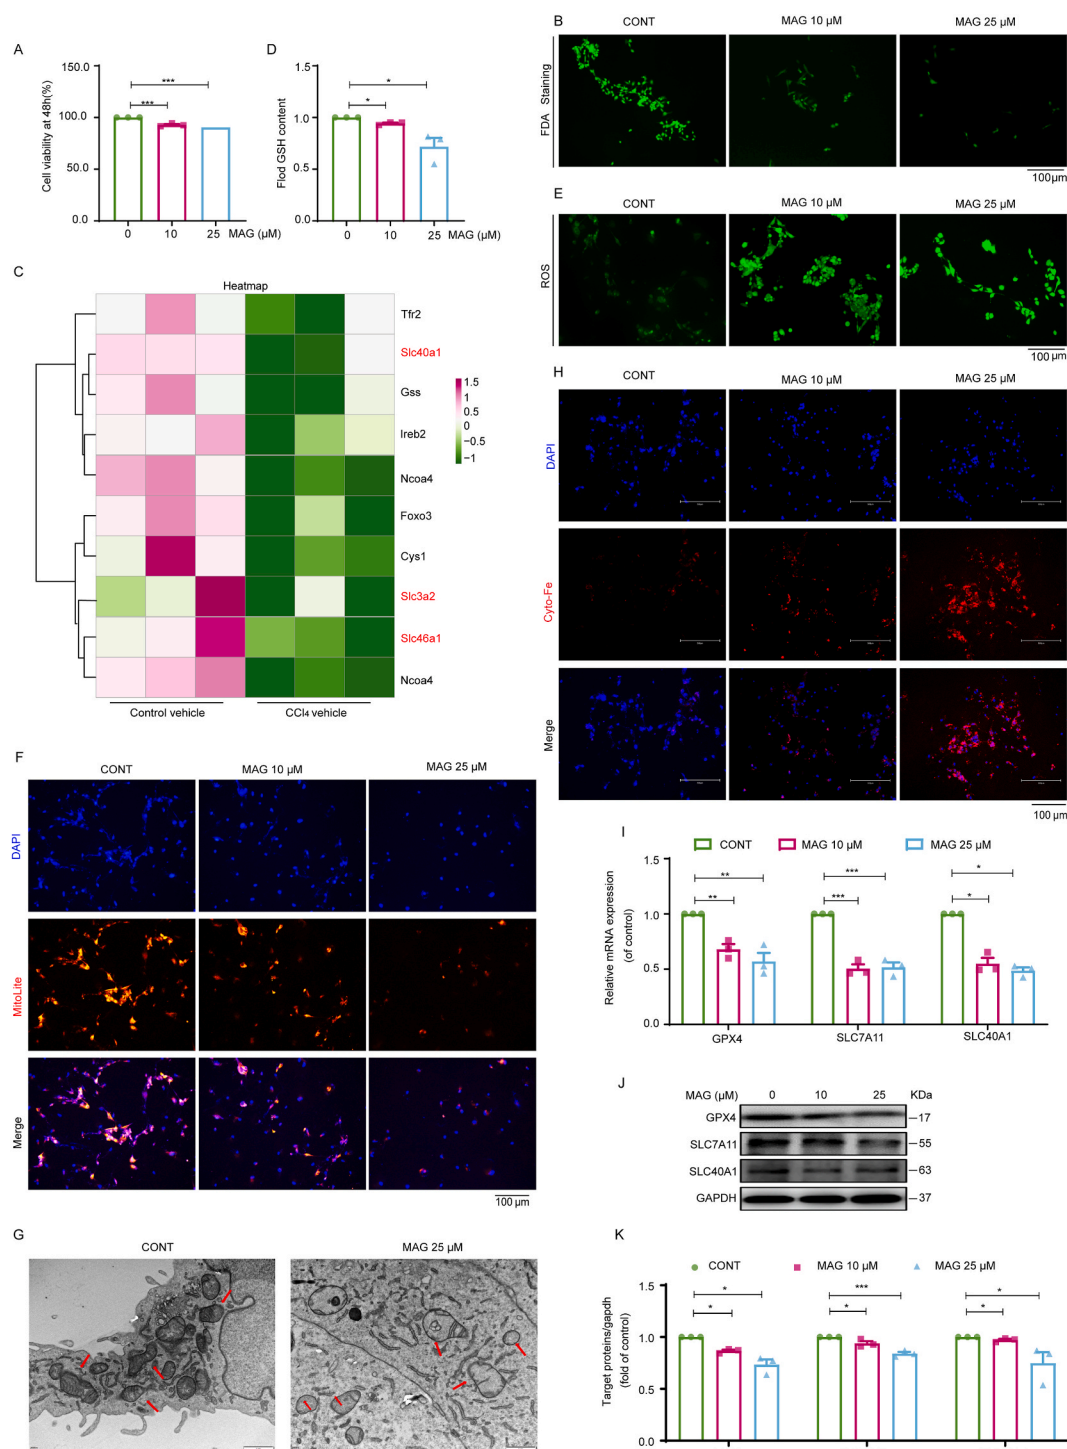 A
Cell viability at 48h(%)
150.0
100.0
50.0
0.0
***
***
0 10 25 MAG (µM)
D
Flod GSH content
1.5
1.0
0.5
0.0
*
*
0 10 25 MAG (µM)
B
CONT MAG 10 µM MAG 25 µM
FDA Staining
100µm
E
CONT MAG 10 µM MAG 25 µM
ROS
100 µm
C
Heatmap
Tfr2
Slc40a1
Gss
Ireb2
Ncoa4
Foxo3
Cys1
Slc3a2
Slc46a1
Ncoa4
1.5
1
0.5
0
−0.5
−1
Control vehicle CCl4 vehicle
H
CONT MAG 10 µM MAG 25 µM
DAPI
Cyto-Fe
Merge
100 µm
F
CONT MAG 10 µM MAG 25 µM
DAPI
MitoLite
Merge
100 µm
G
CONT MAG 25 µM
I
CONT MAG 10 µM MAG 25 µM
Relative mRNA expression
(of control)
1.5
1.0
0.5
0.0
**
**
***
***
*
*
GPX4 SLC7A11 SLC40A1
J
MAG (µM) 0 10 25 KDa
GPX4 17
SLC7A11 55
SLC40A1 63
GAPDH 37
K
CONT MAG 10 µM MAG 25 µM
Target proteins/gapdh
(fold of control)
1.5
1.0
0.5
0.0
*
*
***
*
*
*